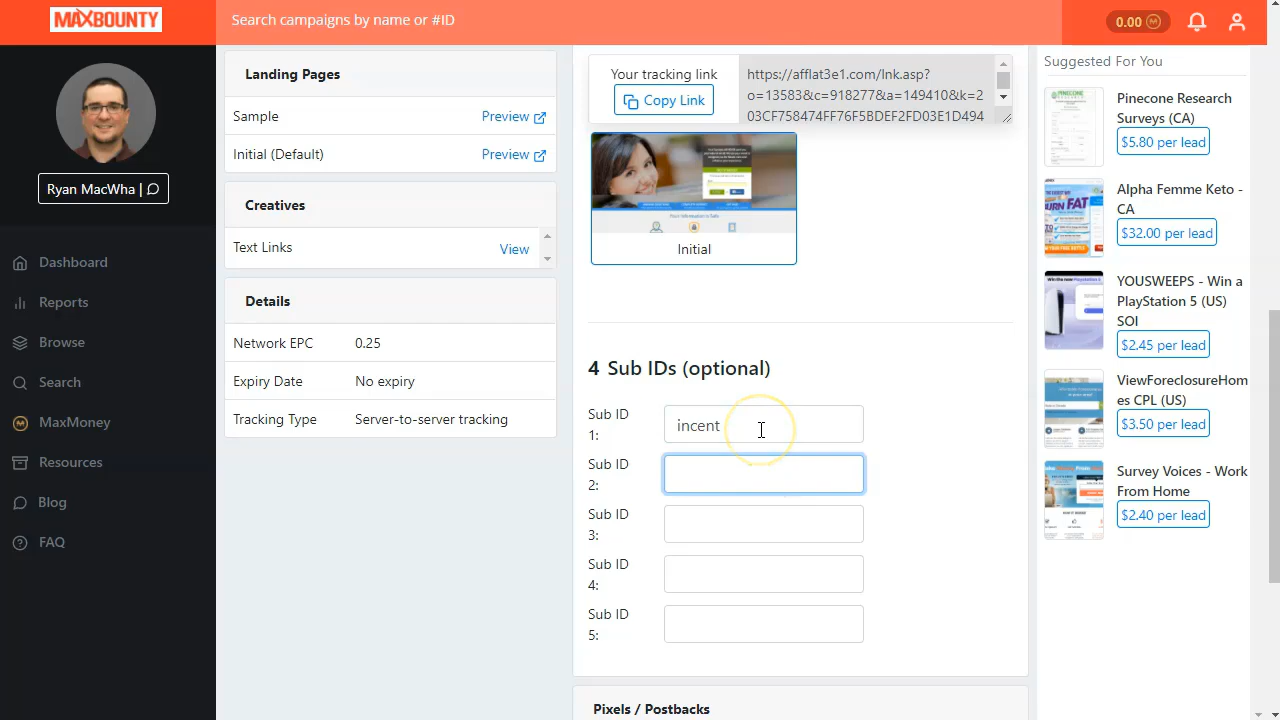 MAXBOUNTY
Search campaigns by name or #ID
0.00
Ryan MacWha |
Dashboard
Reports
Browse
Search
MaxMoney
Resources
Blog
FAQ
Landing Pages
Sample Preview
Initial (default) Preview
Creatives
Text Links View
Details
Network EPC 0.25
Expiry Date No expiry
Tracking Type Server-to-server tracking
Your tracking link
Copy Link
https://afflat3e1.com/lnk.asp?
o=13583&c=918277&a=149410&k=2
Initial
4 Sub IDs (optional)
Sub ID
1:
incent
Sub ID
2:
Sub ID
3:
Sub ID
4:
Sub ID
5:
Pixels / Postbacks
Suggested For You
Pinecone Research
Surveys (CA)
per lead
Alpha Femme Keto -
CA
$32.00 per lead
YOUSWEEPS - Win a
PlayStation 5 (US)
SOI
$2.45 per lead
ViewForeclosureHom
es CPL (US)
$3.50 per lead
Survey Voices - Work
From Home
$2.40 per lead